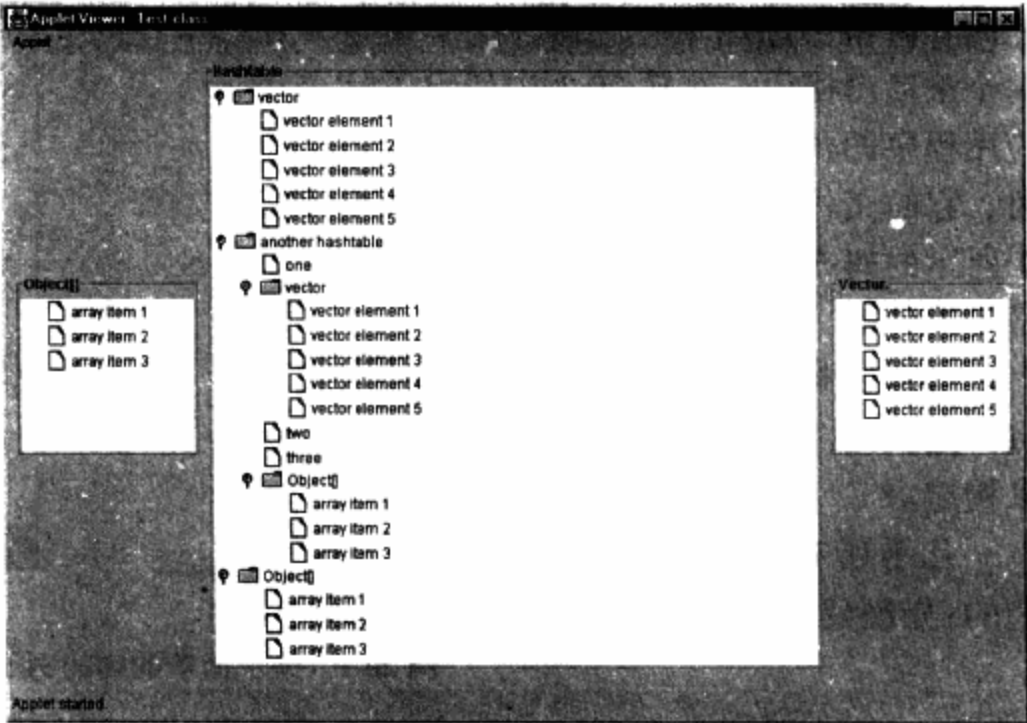 Applet Viewer: Test.class
Applet
Hashtable
vector
vector element 1
vector element 2
vector element 3
vector element 4
vector element 5
another hashtable
one
vector
vector element 1
vector element 2
vector element 3
vector element 4
vector element 5
two
three
Object[]
array item 1
array item 2
array item 3
Object[]
array item 1
array item 2
array item 3
Object[]
array item 1
array item 2
array item 3
Vector
vector element 1
vector element 2
vector element 3
vector element 4
vector element 5
Applet started.